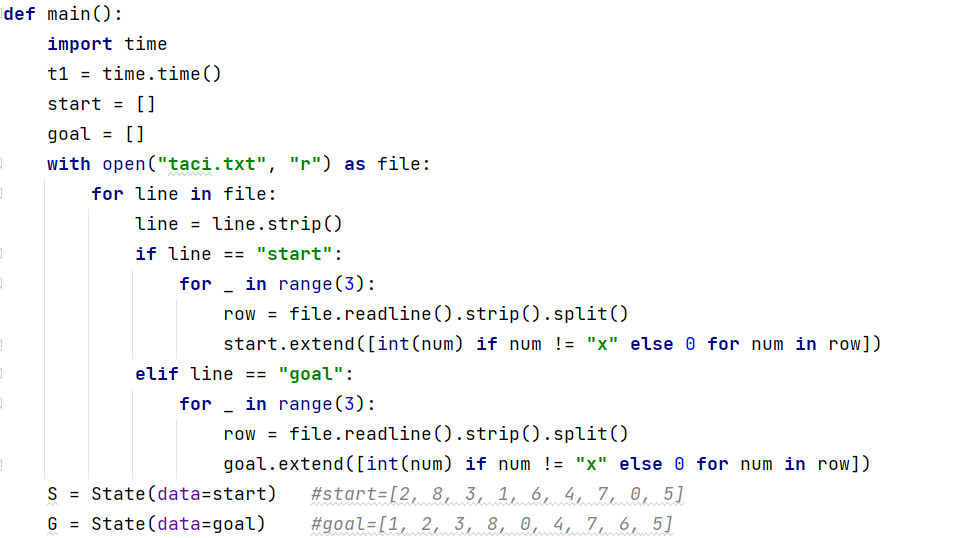 def main():
    import time
    t1 = time.time()
    start = []
    goal = []
    with open("taci.txt", "r") as file:
        for line in file:
            line = line.strip()
            if line == "start":
                for _ in range(3):
                    row = file.readline().strip().split()
                    start.extend([int(num) if num != "x" else 0 for num in row])
            elif line == "goal":
                for _ in range(3):
                    row = file.readline().strip().split()
                    goal.extend([int(num) if num != "x" else 0 for num in row])
    S = State(data=start)   #start=[2, 8, 3, 1, 6, 4, 7, 0, 5]
    G = State(data=goal)    #goal=[1, 2, 3, 8, 0, 4, 7, 6, 5]